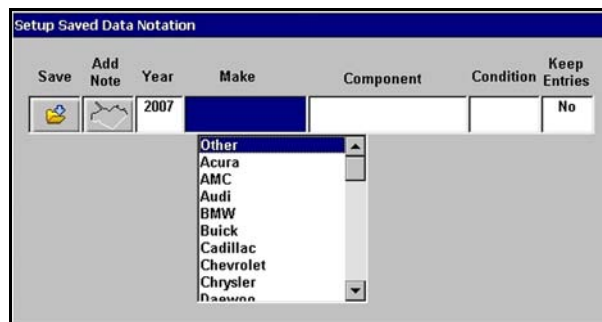 Setup Saved Data Notation
Save Add Note Year Make Component Condition Keep Entries
2007 No
Other
Acura
AMC
Audi
BMW
Buick
Cadillac
Chevrolet
Chrysler
Daewoo